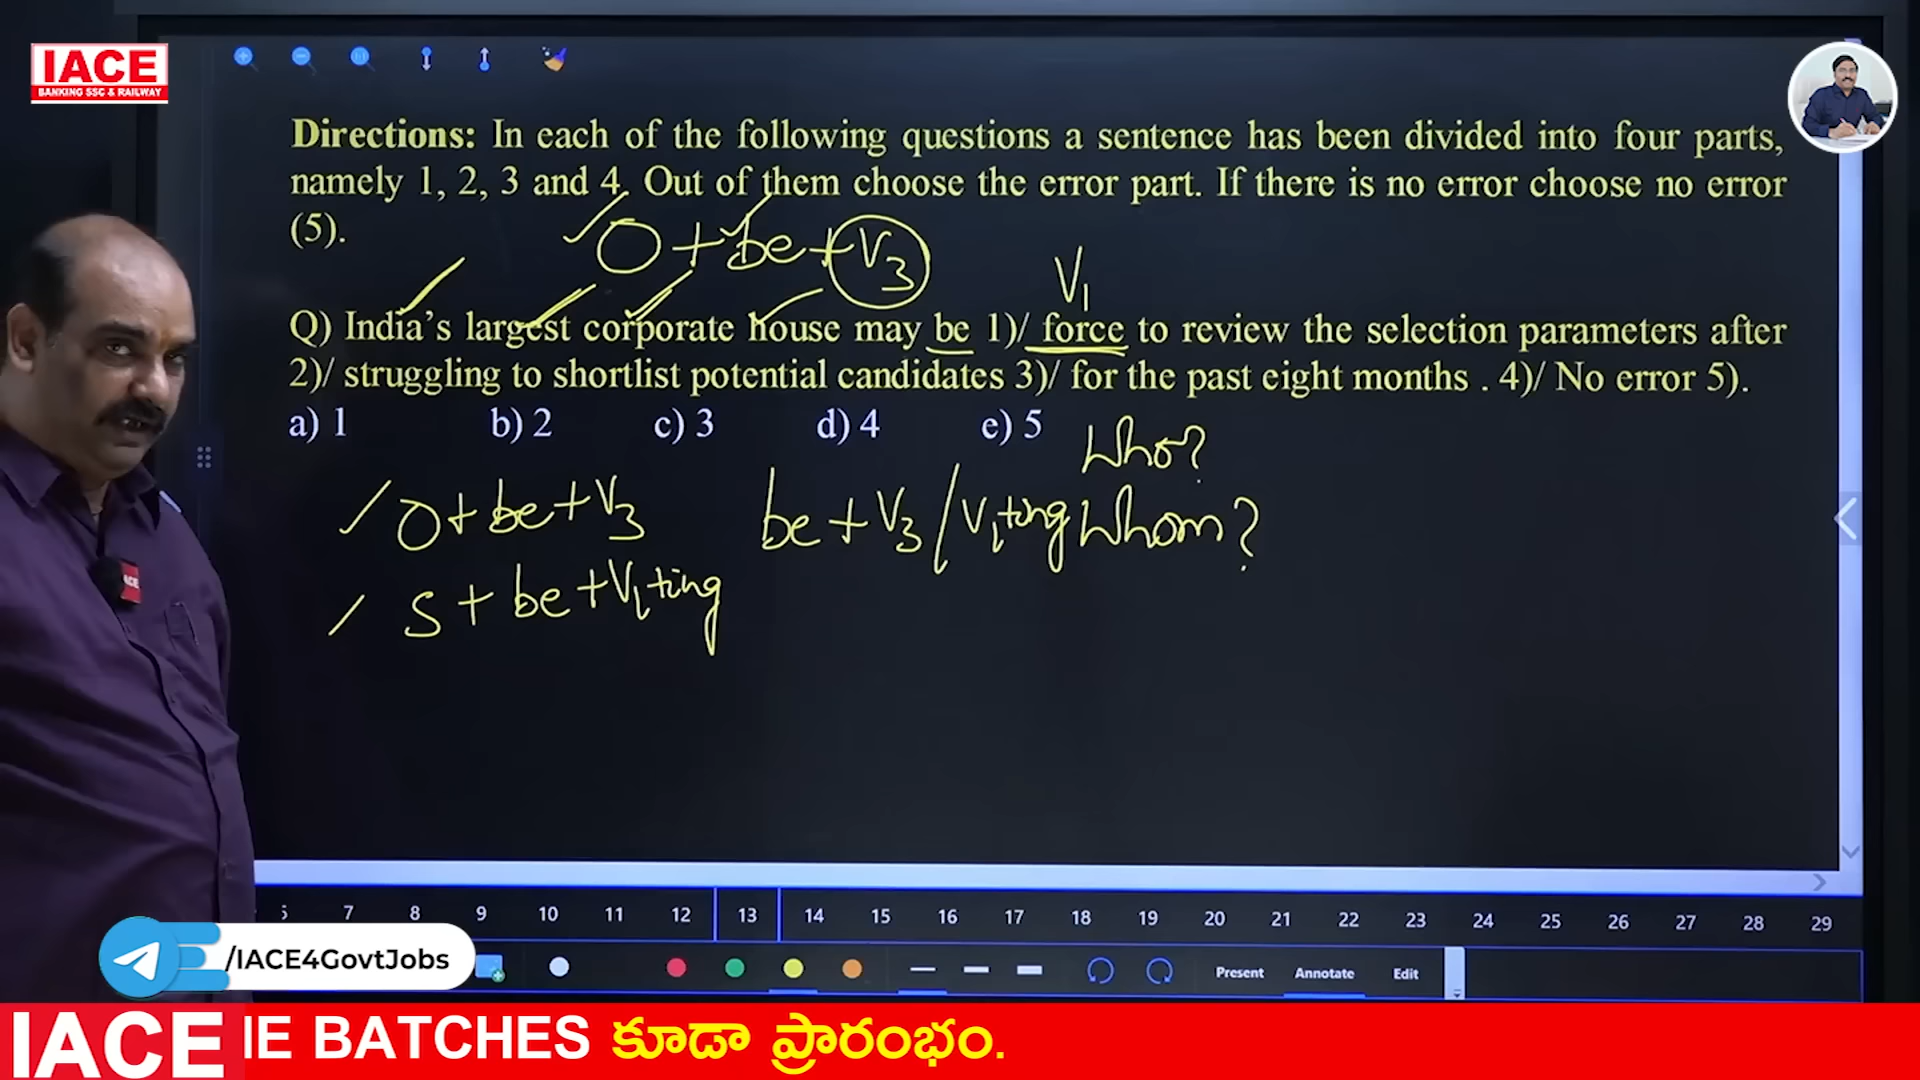 IACE
BANKING SSC & RAILWAY
Directions: In each of the following questions a sentence has been divided into four parts,
namely 1, 2, 3 and 4. Out of them choose the error part. If there is no error choose no error
(5).
O + be + V3
V1
Q) India's largest corporate house may be 1)/ force to review the selection parameters after
2)/ struggling to shortlist potential candidates 3)/ for the past eight months . 4)/ No error 5).
a) 1 b) 2 c) 3 d) 4 e) 5
Who?
O + be + V3 be + V3 / V1+ing Whom?
S + be + V1+ing
IACE
5 7 8 9 10 11 12 13 14 15 16 17 18 19 20 21 22 23 24 25 26 27 28 29
/IACE4GovtJobs
Present Annotate Edit
IACE IE BATCHES కూడా ప్రారంభం.